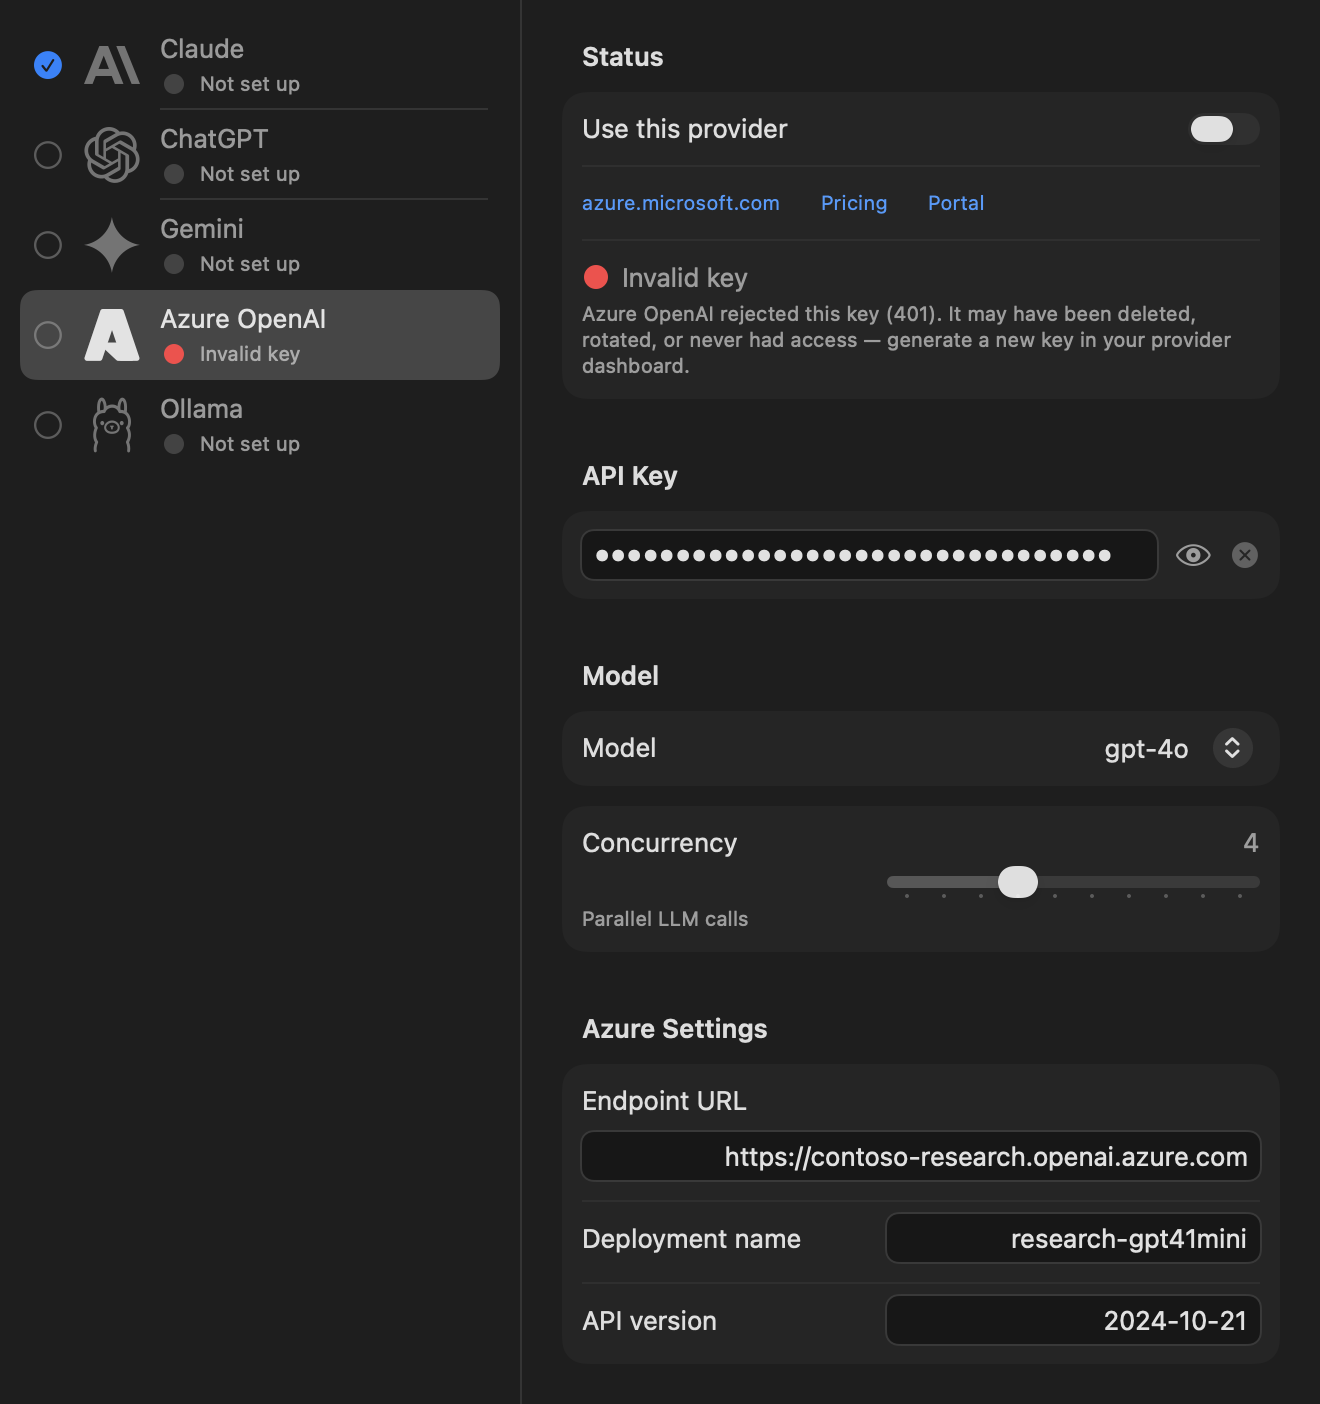 Claude
Not set up
ChatGPT
Not set up
Gemini
Not set up
Azure OpenAI
Invalid key
Ollama
Not set up
Status
Use this provider
azure.microsoft.com Pricing Portal
Invalid key
Azure OpenAI rejected this key (401). It may have been deleted,
rotated, or never had access — generate a new key in your provider
dashboard.
API Key
Model
Model gpt-4o
Concurrency 4
Parallel LLM calls
Azure Settings
Endpoint URL
https://contoso-research.openai.azure.com
Deployment name research-gpt41mini
API version 2024-10-21